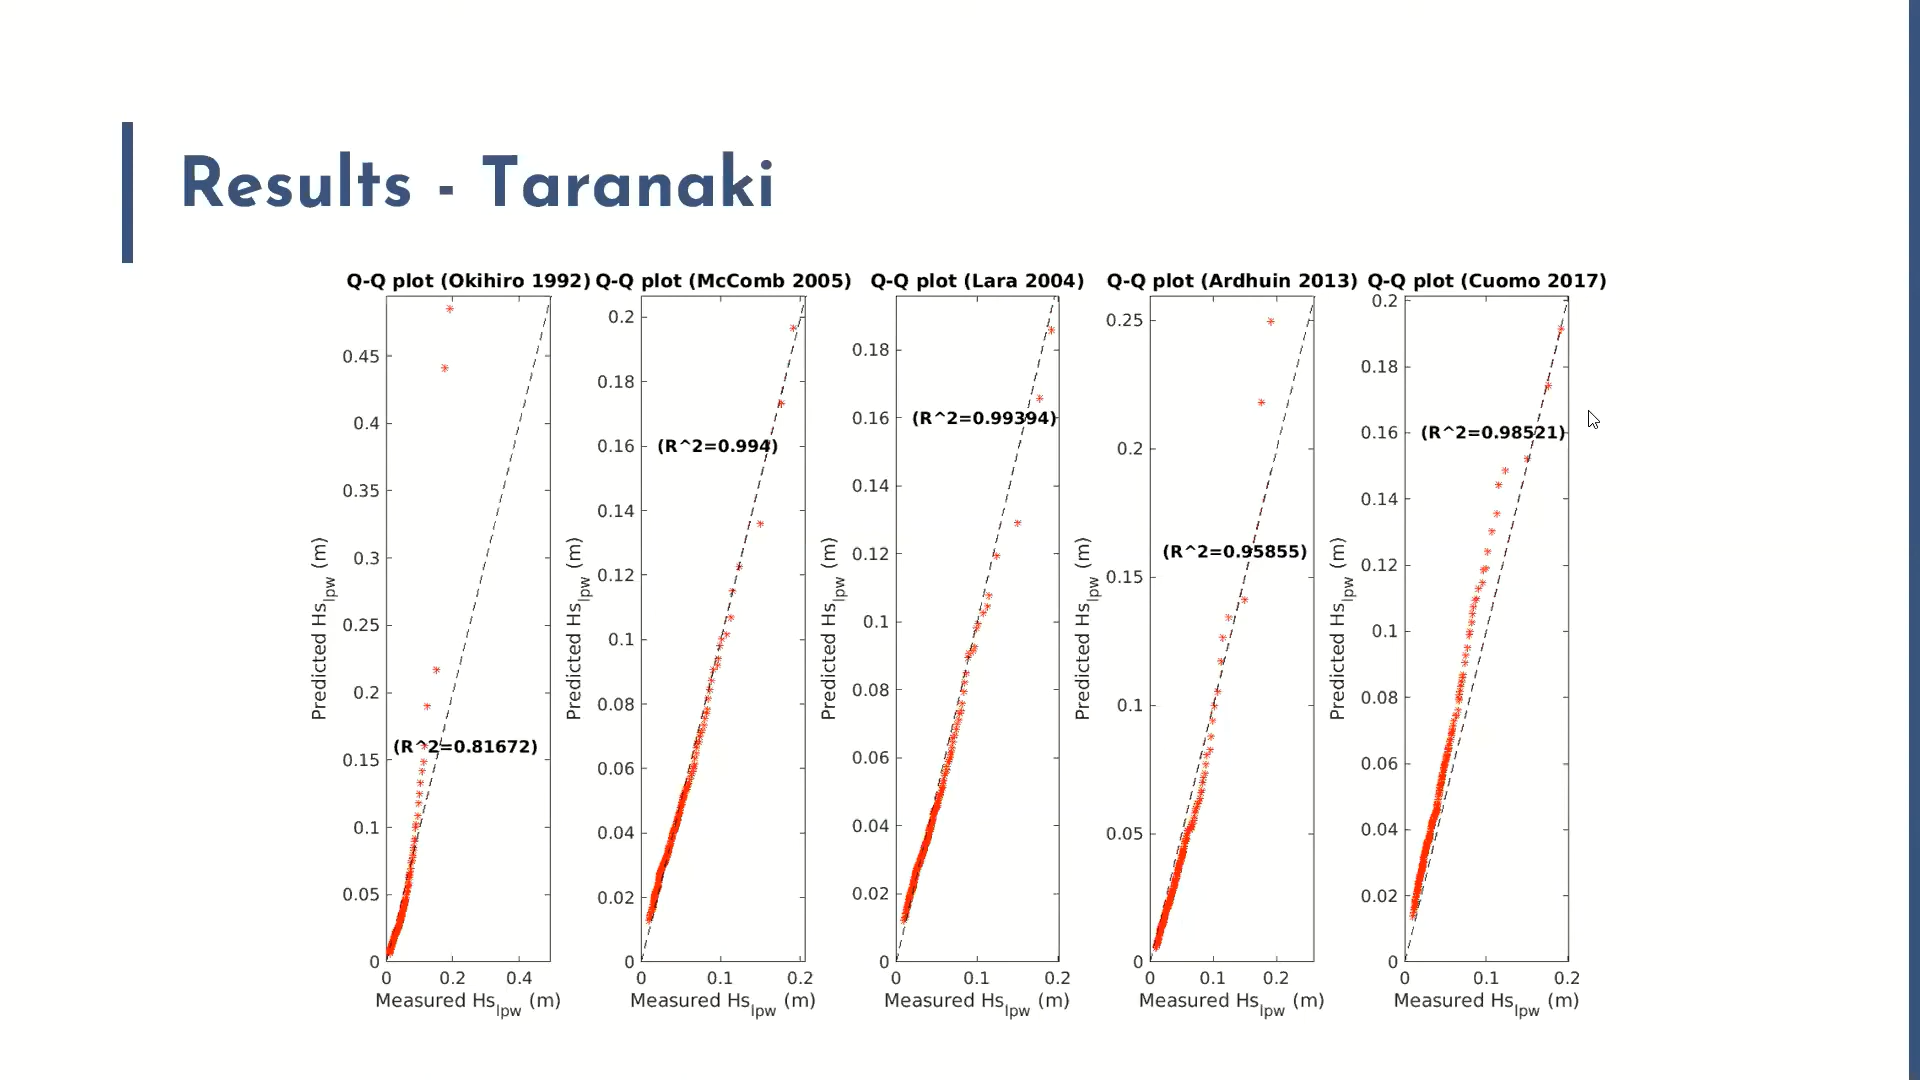 Results - Taranaki
Q-Q plot (Okihiro 1992)
0.45
0.4
0.35
0.3
0.25
0.2
0.15
0.1
0.05
0
(R^2=0.81672)
Predicted Hs_lpw (m)
0 0.2 0.4
Measured Hs_lpw (m)
Q-Q plot (McComb 2005)
0.2
0.18
0.16
0.14
0.12
0.1
0.08
0.06
0.04
0.02
0
(R^2=0.994)
Predicted Hs_lpw (m)
0 0.1 0.2
Measured Hs_lpw (m)
Q-Q plot (Lara 2004)
0.18
0.16
0.14
0.12
0.1
0.08
0.06
0.04
0.02
0
(R^2=0.99394)
Predicted Hs_lpw (m)
0 0.1 0.2
Measured Hs_lpw (m)
Q-Q plot (Ardhuin 2013)
0.25
0.2
0.15
0.1
0.05
0
(R^2=0.95855)
Predicted Hs_lpw (m)
0 0.1 0.2
Measured Hs_lpw (m)
Q-Q plot (Cuomo 2017)
0.2
0.18
0.16
0.14
0.12
0.1
0.08
0.06
0.04
0.02
0
(R^2=0.98521)
Predicted Hs_lpw (m)
0 0.1 0.2
Measured Hs_lpw (m)